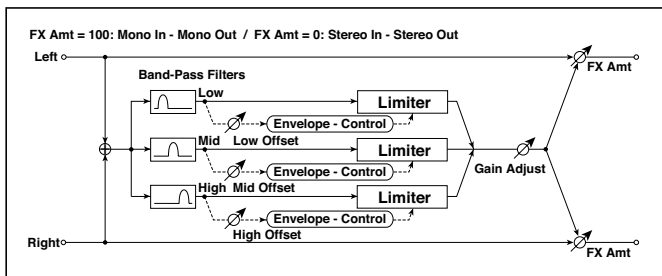 FX Amt = 100: Mono In - Mono Out / FX Amt = 0: Stereo In - Stereo Out
Left
FX Amt
Band-Pass Filters
Low
Limiter
Envelope - Control
Mid Low Offset
Limiter
Envelope - Control
Gain Adjust
High Mid Offset
Limiter
Envelope - Control
High Offset
Right
FX Amt